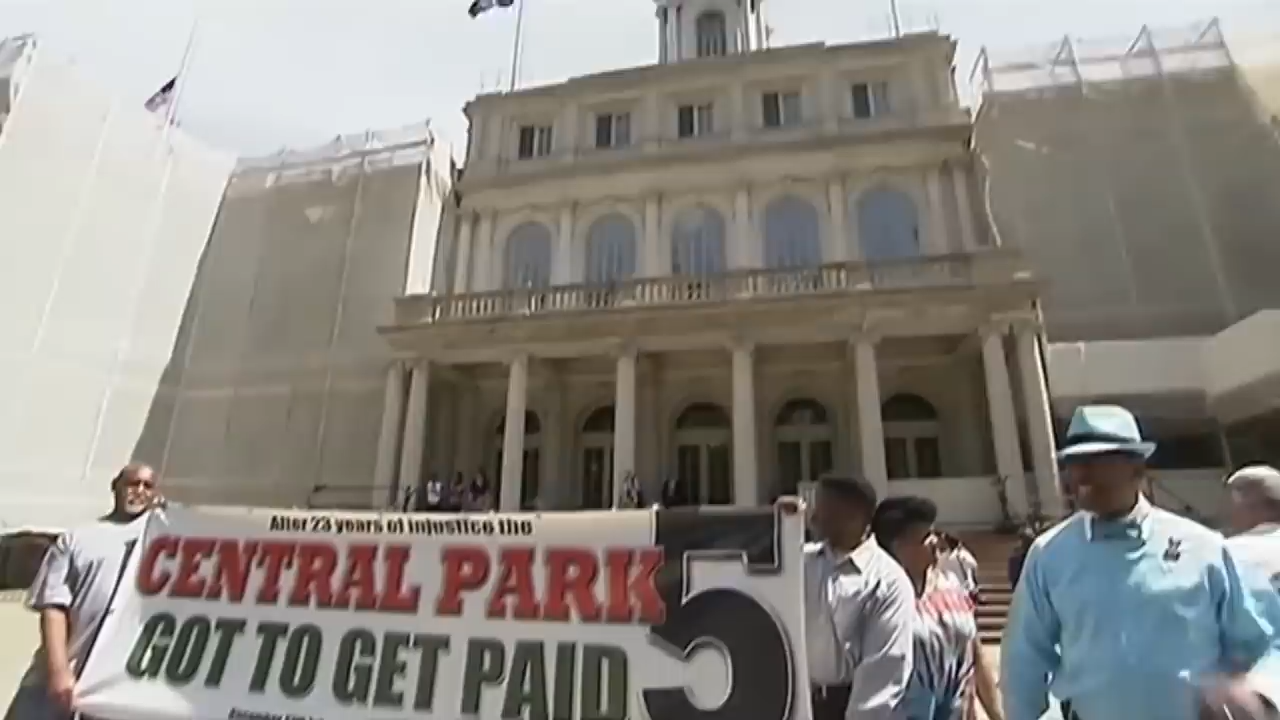 After 23 years of injustice the
CENTRAL PARK
GOT TO GET PAID
5